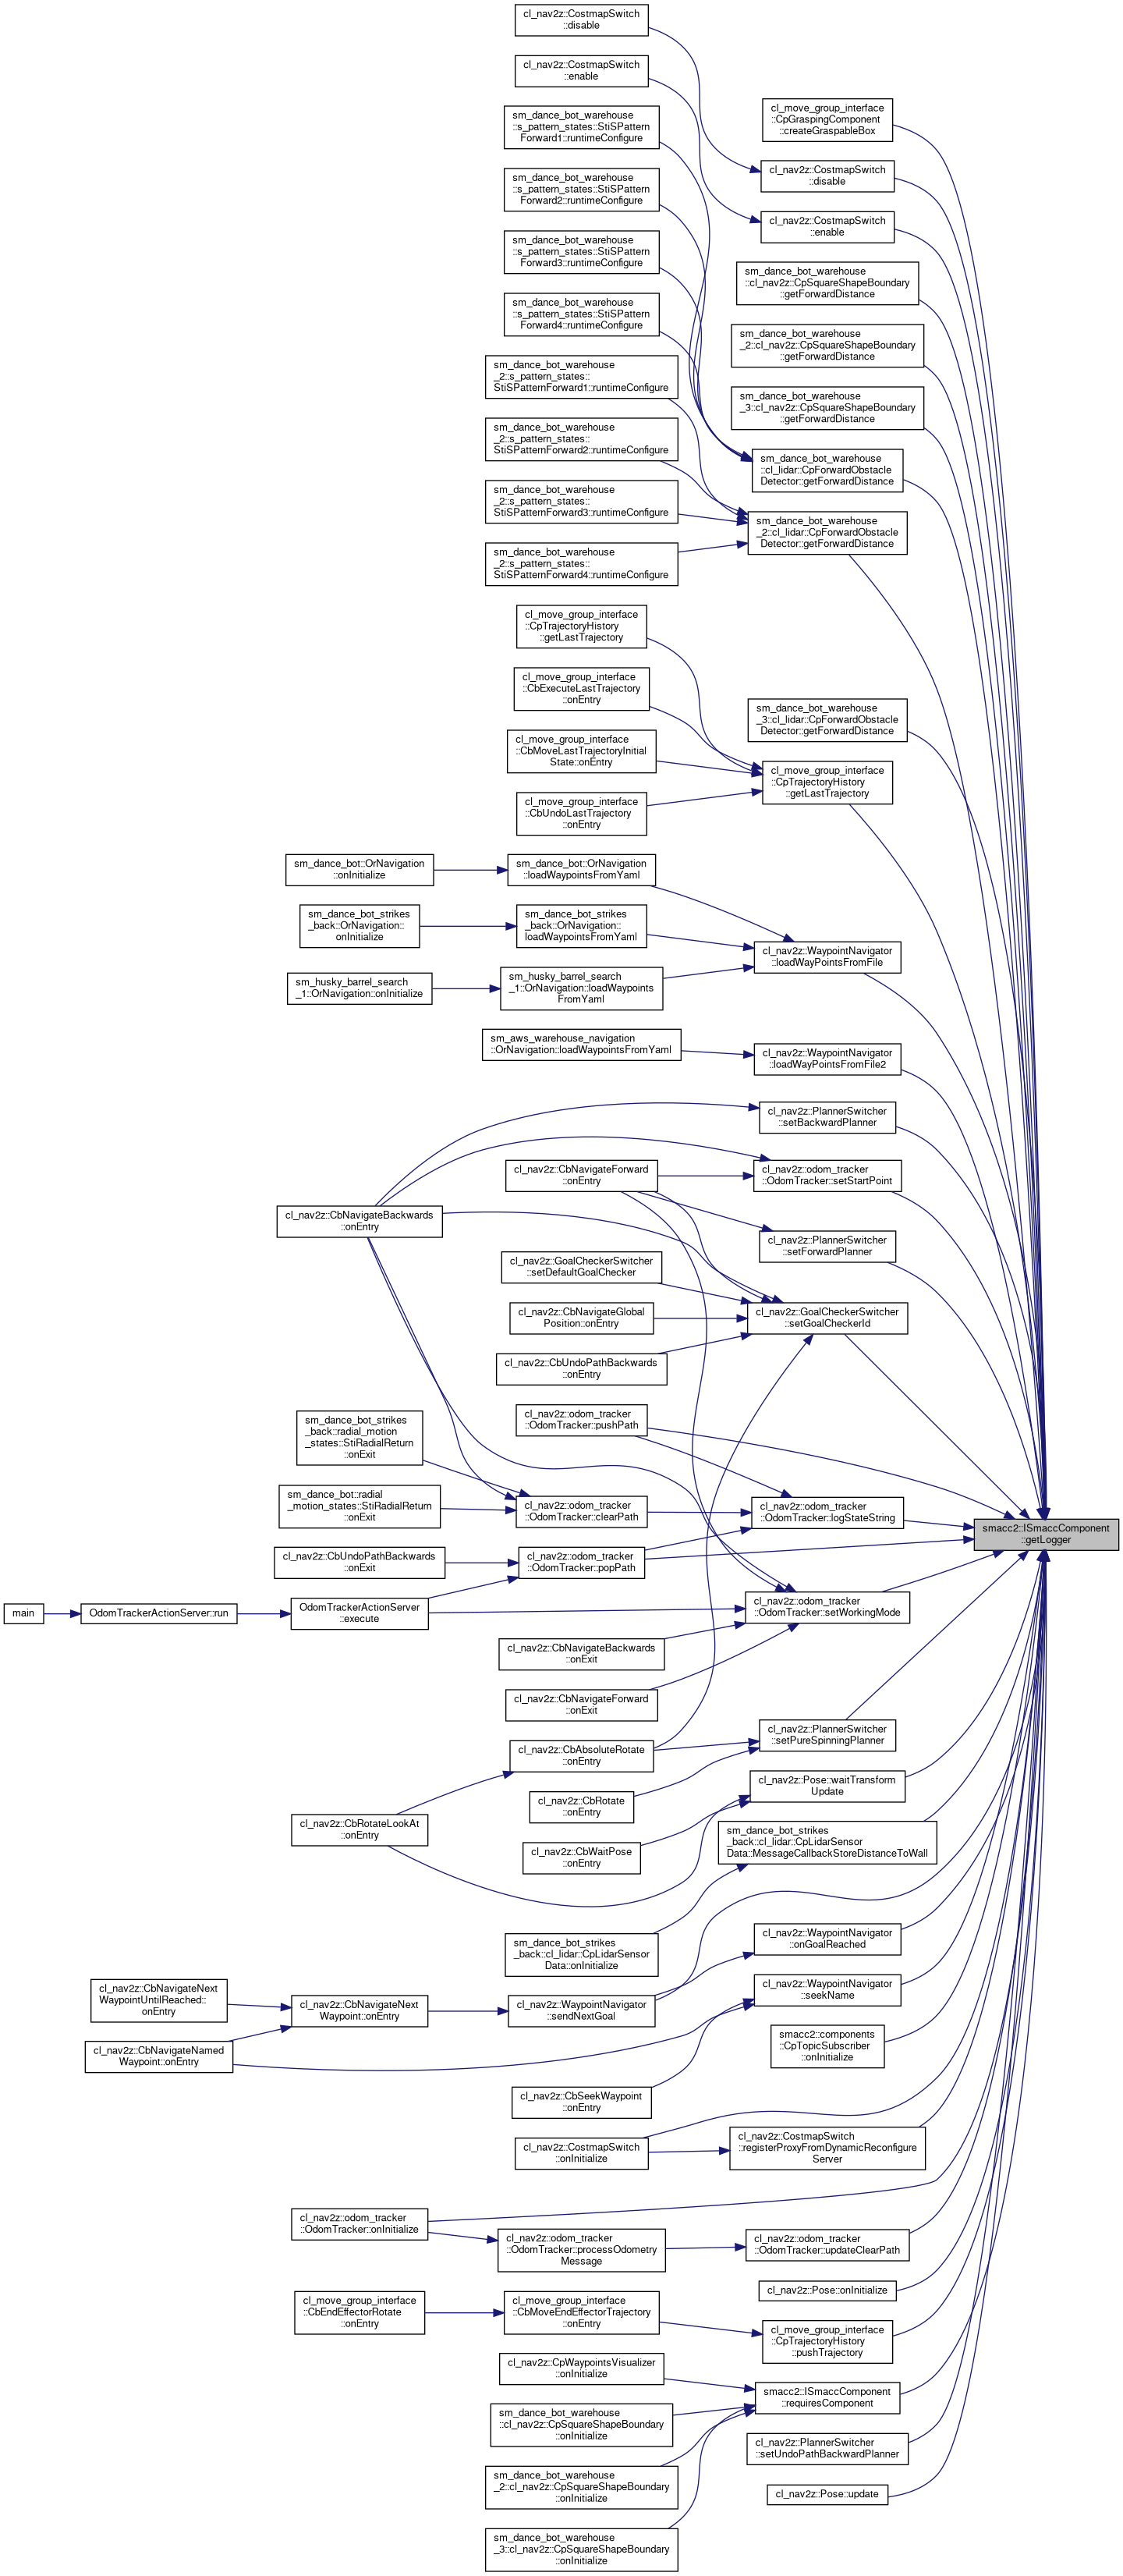 cl_nav2z::CostmapSwitch
::disable
cl_nav2z::CostmapSwitch
::enable
cl_move_group_interface
::CpGraspingComponent
::createGraspableBox
sm_dance_bot_warehouse
::s_pattern_states::StiSPattern
Forward1::runtimeConfigure
cl_nav2z::CostmapSwitch
::disable
sm_dance_bot_warehouse
::s_pattern_states::StiSPattern
Forward2::runtimeConfigure
cl_nav2z::CostmapSwitch
::enable
sm_dance_bot_warehouse
::s_pattern_states::StiSPattern
Forward3::runtimeConfigure
sm_dance_bot_warehouse
::cl_nav2z::CpSquareShapeBoundary
::getForwardDistance
sm_dance_bot_warehouse
::s_pattern_states::StiSPattern
Forward4::runtimeConfigure
sm_dance_bot_warehouse
_2::cl_nav2z::CpSquareShapeBoundary
::getForwardDistance
sm_dance_bot_warehouse
_2::s_pattern_states::
StiSPatternForward1::runtimeConfigure
sm_dance_bot_warehouse
_3::cl_nav2z::CpSquareShapeBoundary
::getForwardDistance
sm_dance_bot_warehouse
_2::s_pattern_states::
StiSPatternForward2::runtimeConfigure
sm_dance_bot_warehouse
::cl_lidar::CpForwardObstacle
Detector::getForwardDistance
sm_dance_bot_warehouse
_2::s_pattern_states::
StiSPatternForward3::runtimeConfigure
sm_dance_bot_warehouse
_2::cl_lidar::CpForwardObstacle
Detector::getForwardDistance
sm_dance_bot_warehouse
_2::s_pattern_states::
StiSPatternForward4::runtimeConfigure
cl_move_group_interface
::CpTrajectoryHistory
::getLastTrajectory
cl_move_group_interface
::CbExecuteLastTrajectory
::onEntry
sm_dance_bot_warehouse
_3::cl_lidar::CpForwardObstacle
Detector::getForwardDistance
cl_move_group_interface
::CbMoveLastTrajectoryInitial
State::onEntry
cl_move_group_interface
::CpTrajectoryHistory
::getLastTrajectory
cl_move_group_interface
::CbUndoLastTrajectory
::onEntry
sm_dance_bot::OrNavigation
::onInitialize
sm_dance_bot::OrNavigation
::loadWaypointsFromYaml
sm_dance_bot_strikes
_back::OrNavigation::
onInitialize
sm_dance_bot_strikes
_back::OrNavigation::
loadWaypointsFromYaml
cl_nav2z::WaypointNavigator
::loadWayPointsFromFile
sm_husky_barrel_search
_1::OrNavigation::onInitialize
sm_husky_barrel_search
_1::OrNavigation::loadWaypoints
FromYaml
sm_aws_warehouse_navigation
::OrNavigation::loadWaypointsFromYaml
cl_nav2z::WaypointNavigator
::loadWayPointsFromFile2
cl_nav2z::PlannerSwitcher
::setBackwardPlanner
cl_nav2z::CbNavigateForward
::onEntry
cl_nav2z::odom_tracker
::OdomTracker::setStartPoint
cl_nav2z::CbNavigateBackwards
::onEntry
cl_nav2z::PlannerSwitcher
::setForwardPlanner
cl_nav2z::GoalCheckerSwitcher
::setDefaultGoalChecker
cl_nav2z::CbNavigateGlobal
Position::onEntry
cl_nav2z::GoalCheckerSwitcher
::setGoalCheckerId
cl_nav2z::CbUndoPathBackwards
::onEntry
cl_nav2z::odom_tracker
::OdomTracker::pushPath
sm_dance_bot_strikes
_back::radial_motion
_states::StiRadialReturn
::onExit
sm_dance_bot::radial
_motion_states::StiRadialReturn
::onExit
cl_nav2z::odom_tracker
::OdomTracker::clearPath
cl_nav2z::odom_tracker
::OdomTracker::logStateString
smacc2::ISmaccComponent
::getLogger
cl_nav2z::CbUndoPathBackwards
::onExit
cl_nav2z::odom_tracker
::OdomTracker::popPath
main
OdomTrackerActionServer::run
OdomTrackerActionServer
::execute
cl_nav2z::odom_tracker
::OdomTracker::setWorkingMode
cl_nav2z::CbNavigateBackwards
::onExit
cl_nav2z::CbNavigateForward
::onExit
cl_nav2z::PlannerSwitcher
::setPureSpinningPlanner
cl_nav2z::CbAbsoluteRotate
::onEntry
cl_nav2z::CbRotate
::onEntry
cl_nav2z::Pose::waitTransform
Update
cl_nav2z::CbRotateLookAt
::onEntry
cl_nav2z::CbWaitPose
::onEntry
sm_dance_bot_strikes
_back::cl_lidar::CpLidarSensor
Data::MessageCallbackStoreDistanceToWall
sm_dance_bot_strikes
_back::cl_lidar::CpLidarSensor
Data::onInitialize
cl_nav2z::WaypointNavigator
::onGoalReached
cl_nav2z::CbNavigateNext
WaypointUntilReached::
onEntry
cl_nav2z::CbNavigateNext
Waypoint::onEntry
cl_nav2z::WaypointNavigator
::sendNextGoal
cl_nav2z::WaypointNavigator
::seekName
cl_nav2z::CbNavigateNamed
Waypoint::onEntry
smacc2::components
::CpTopicSubscriber
::onInitialize
cl_nav2z::CbSeekWaypoint
::onEntry
cl_nav2z::CostmapSwitch
::onInitialize
cl_nav2z::CostmapSwitch
::registerProxyFromDynamicReconfigure
Server
cl_nav2z::odom_tracker
::OdomTracker::onInitialize
cl_nav2z::odom_tracker
::OdomTracker::processOdometry
Message
cl_nav2z::odom_tracker
::OdomTracker::updateClearPath
cl_nav2z::Pose::onInitialize
cl_move_group_interface
::CbEndEffectorRotate
::onEntry
cl_move_group_interface
::CbMoveEndEffectorTrajectory
::onEntry
cl_move_group_interface
::CpTrajectoryHistory
::pushTrajectory
cl_nav2z::CpWaypointsVisualizer
::onInitialize
smacc2::ISmaccComponent
::requiresComponent
sm_dance_bot_warehouse
::cl_nav2z::CpSquareShapeBoundary
::onInitialize
cl_nav2z::PlannerSwitcher
::setUndoPathBackwardPlanner
sm_dance_bot_warehouse
_2::cl_nav2z::CpSquareShapeBoundary
::onInitialize
cl_nav2z::Pose::update
sm_dance_bot_warehouse
_3::cl_nav2z::CpSquareShapeBoundary
::onInitialize